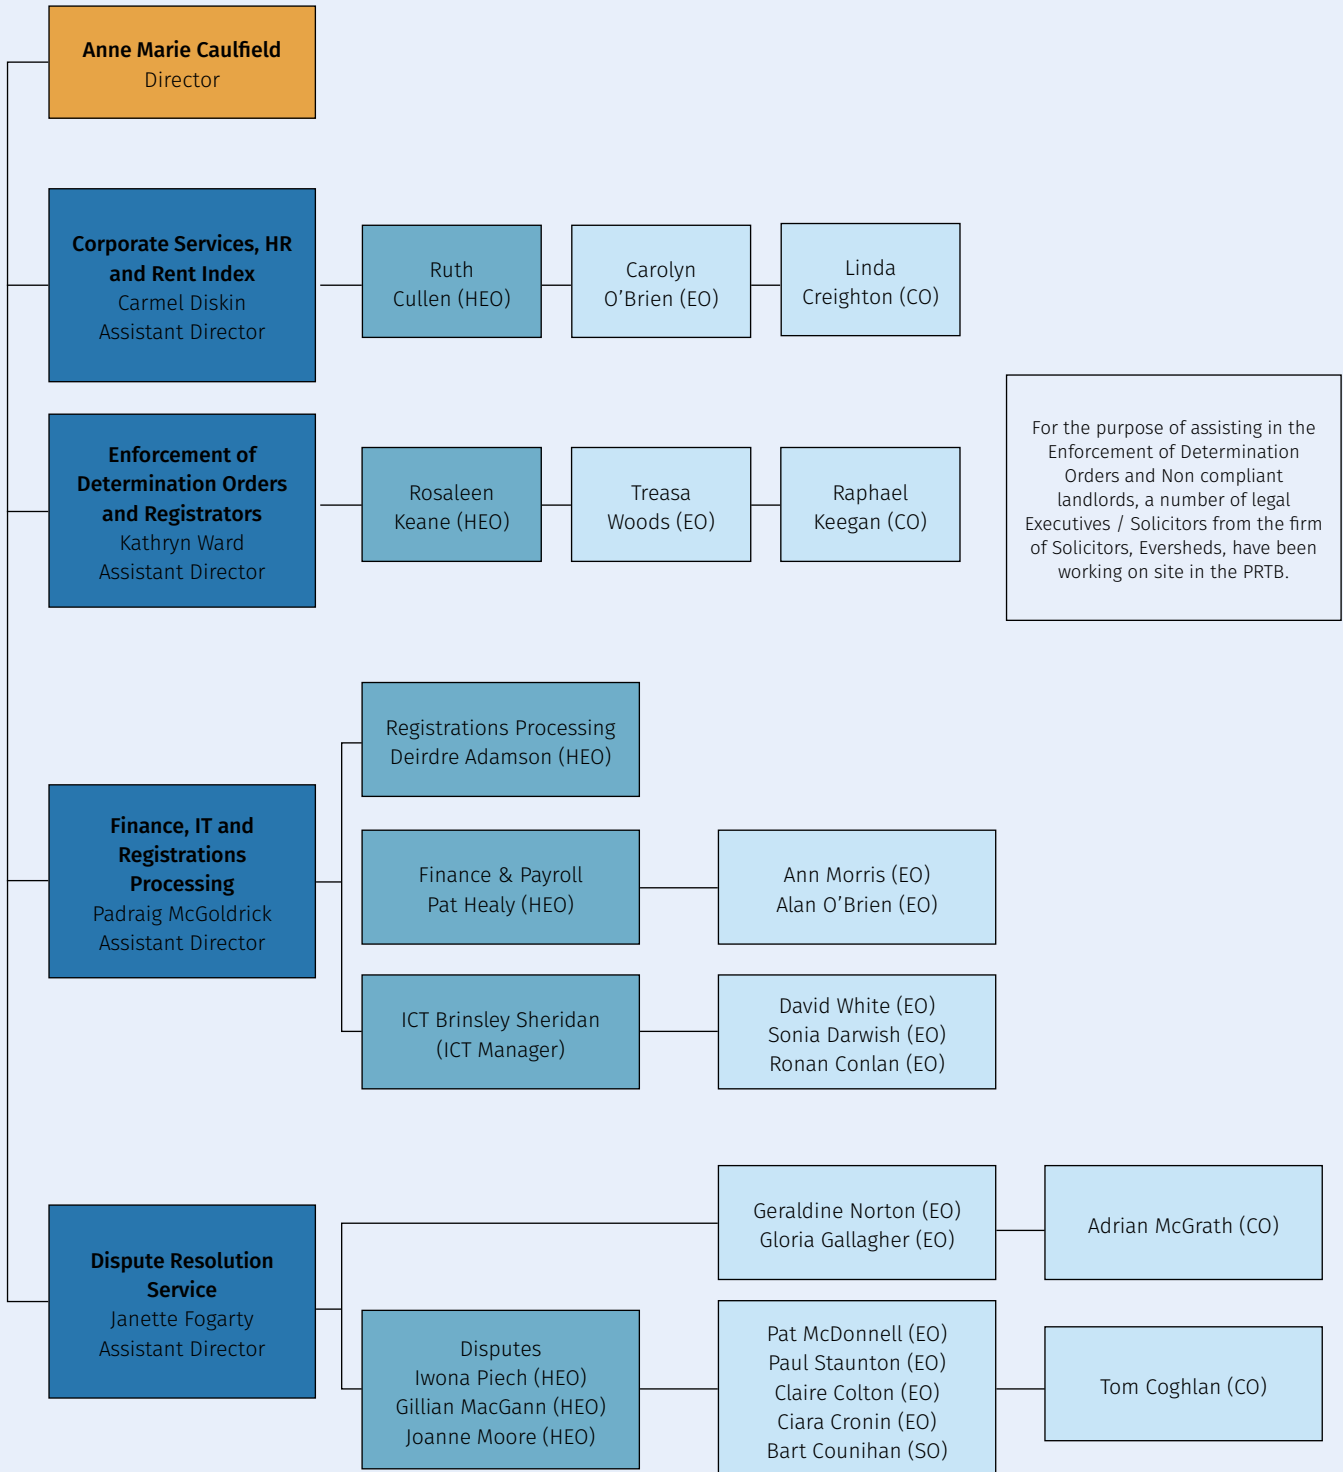 Anne Marie Caulfield
Director
Corporate Services, HR
and Rent Index
Carmel Diskin
Assistant Director
Ruth
Cullen (HEO)
Carolyn
O'Brien (EO)
Linda
Creighton (CO)
Enforcement of
Determination Orders
and Registrators
Kathryn Ward
Assistant Director
Rosaleen
Keane (HEO)
Treasa
Woods (EO)
Raphael
Keegan (CO)
For the purpose of assisting in the
Enforcement of Determination
Orders and Non compliant
landlords, a number of legal
Executives / Solicitors from the firm
of Solicitors, Eversheds, have been
working on site in the PRTB.
Finance, IT and
Registrations
Processing
Padraig McGoldrick
Assistant Director
Registrations Processing
Deirdre Adamson (HEO)
Finance & Payroll
Pat Healy (HEO)
Ann Morris (EO)
Alan O'Brien (EO)
ICT Brinsley Sheridan
(ICT Manager)
David White (EO)
Sonia Darwish (EO)
Ronan Conlan (EO)
Dispute Resolution
Service
Janette Fogarty
Assistant Director
Geraldine Norton (EO)
Gloria Gallagher (EO)
Adrian McGrath (CO)
Disputes
Iwona Piech (HEO)
Gillian MacGann (HEO)
Joanne Moore (HEO)
Pat McDonnell (EO)
Paul Staunton (EO)
Claire Colton (EO)
Ciara Cronin (EO)
Bart Counihan (SO)
Tom Coghlan (CO)